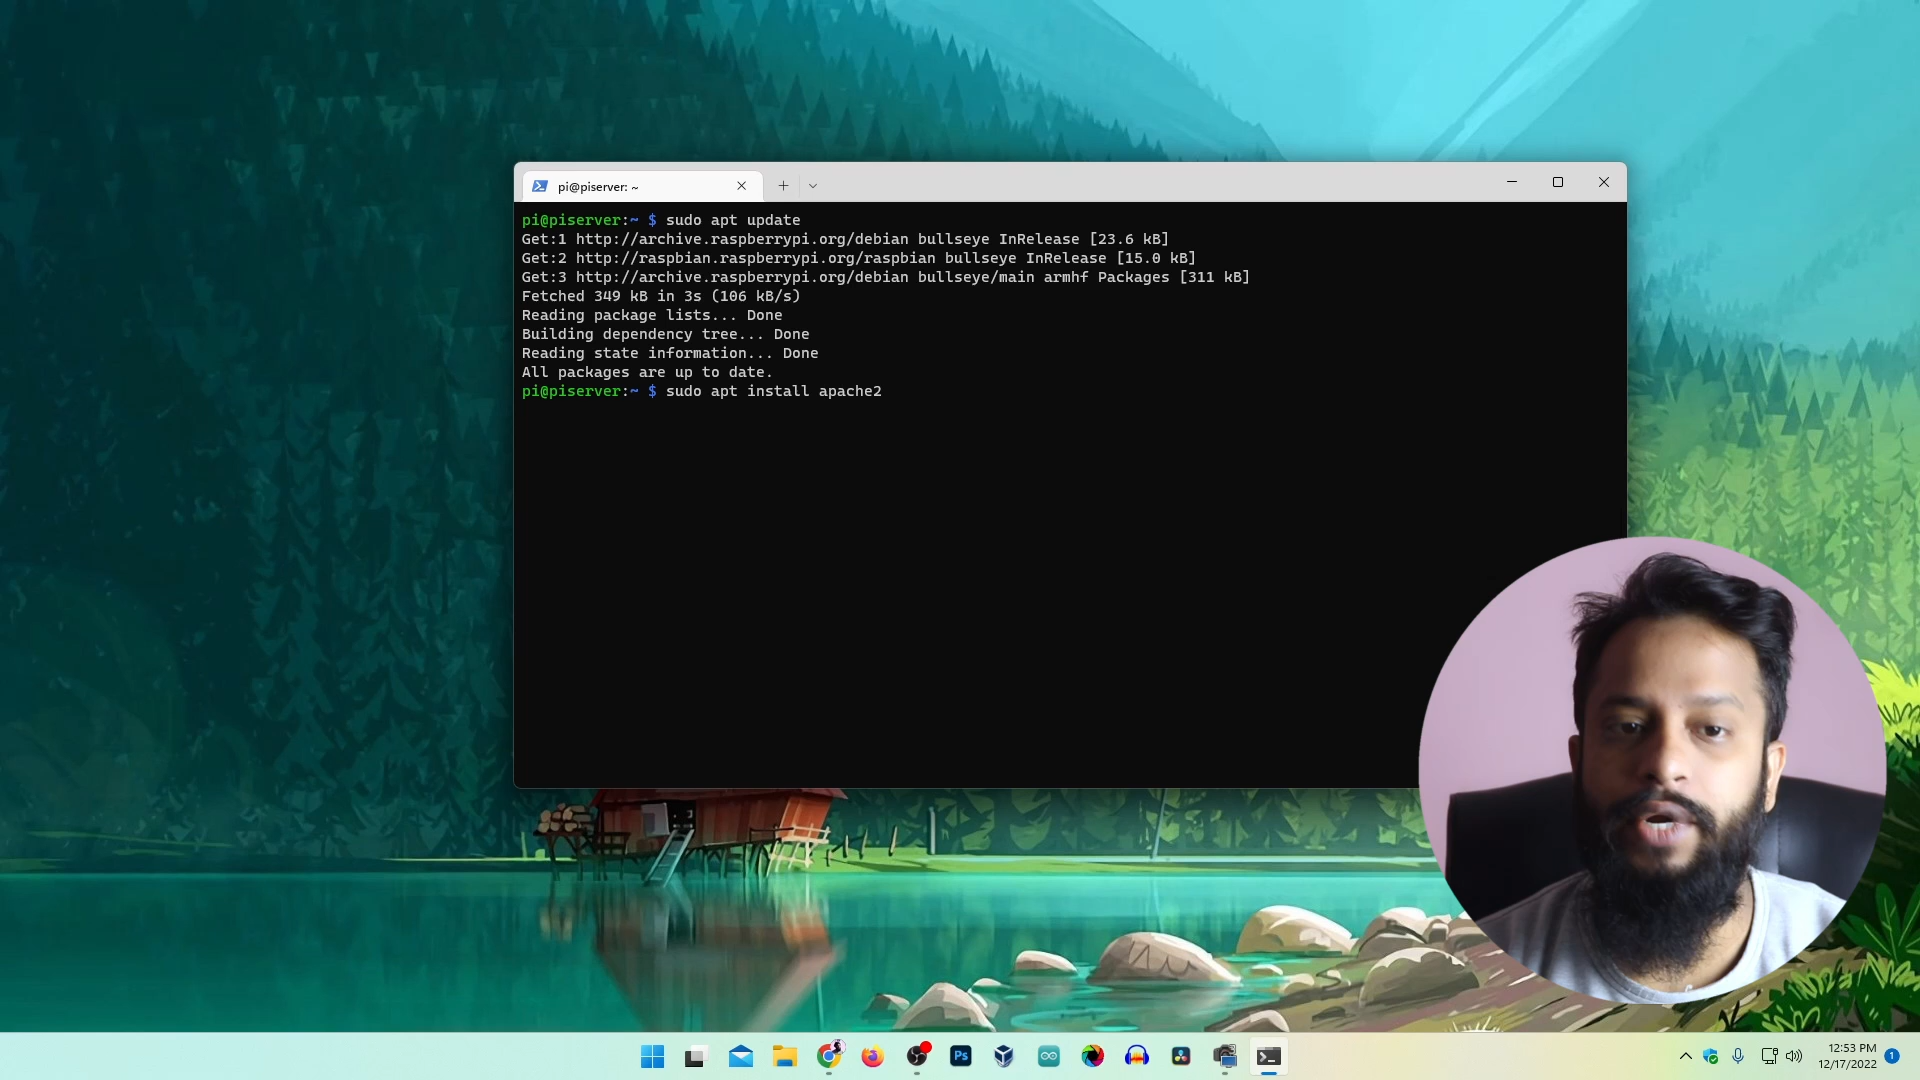 pi@piserver: ~
pi@piserver:~ $ sudo apt update
Get:1 http://archive.raspberrypi.org/debian bullseye InRelease [23.6 kB]
Get:2 http://raspbian.raspberrypi.org/raspbian bullseye InRelease [15.0 kB]
Get:3 http://archive.raspberrypi.org/debian bullseye/main armhf Packages [311 kB]
Fetched 349 kB in 3s (106 kB/s)
Reading package lists... Done
Building dependency tree... Done
Reading state information... Done
All packages are up to date.
pi@piserver:~ $ sudo apt install apache2
Ps
12:53 PM
12/17/2022
1